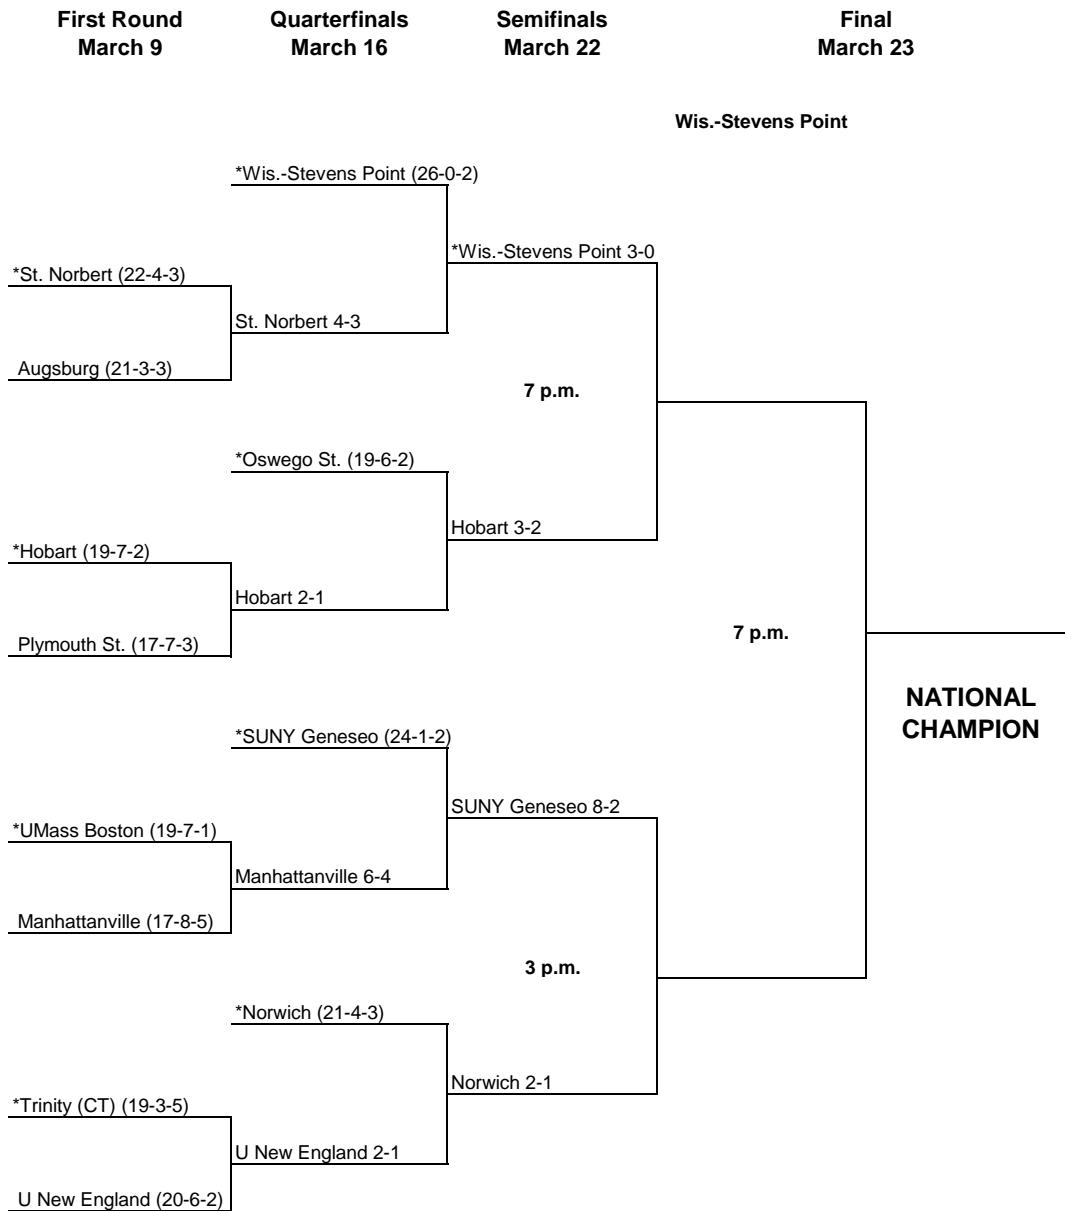 First Round
March 9
Quarterfinals
March 16
Semifinals
March 22
Final
March 23
Wis.-Stevens Point
*Wis.-Stevens Point (26-0-2)
*Wis.-Stevens Point 3-0
*St. Norbert (22-4-3)
St. Norbert 4-3
Augsburg (21-3-3)
7 p.m.
*Oswego St. (19-6-2)
Hobart 3-2
*Hobart (19-7-2)
Hobart 2-1
Plymouth St. (17-7-3)
7 p.m.
NATIONAL
CHAMPION
*SUNY Geneseo (24-1-2)
SUNY Geneseo 8-2
*UMass Boston (19-7-1)
Manhattanville 6-4
Manhattanville (17-8-5)
3 p.m.
*Norwich (21-4-3)
Norwich 2-1
*Trinity (CT) (19-3-5)
U New England 2-1
U New England (20-6-2)